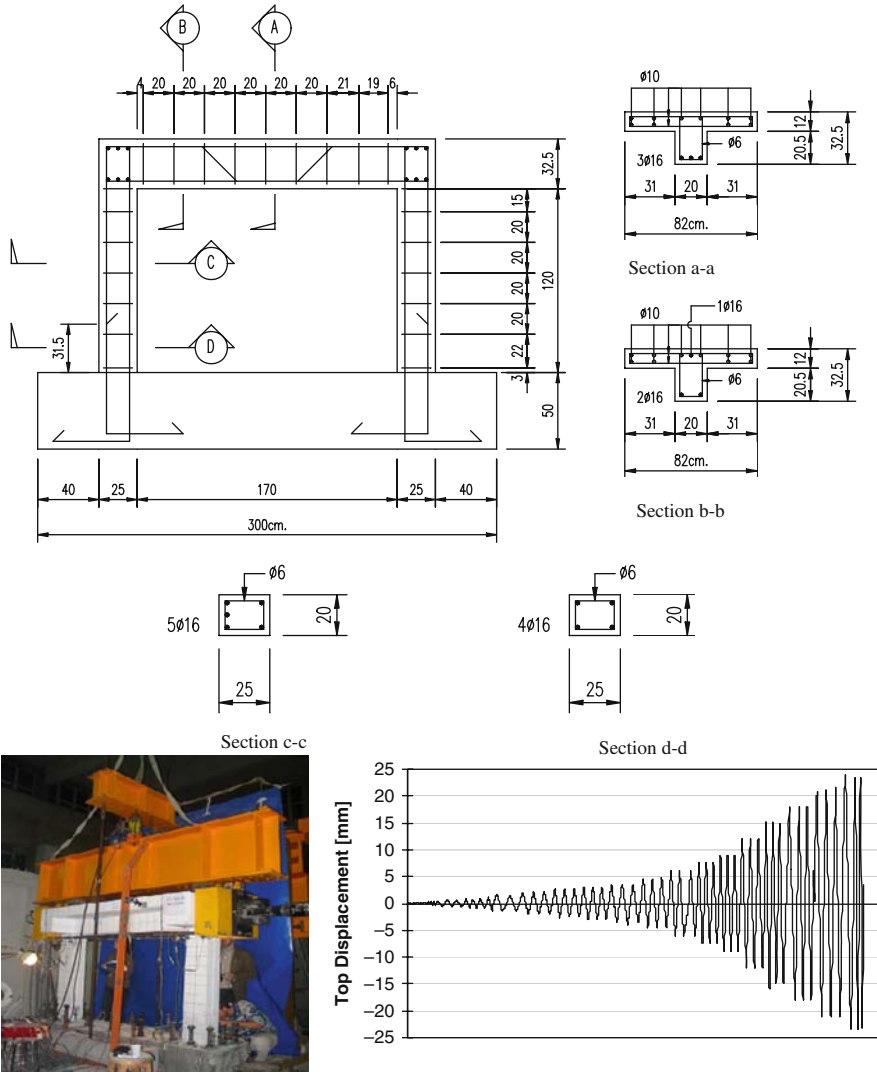 B A
4 20 20 20 20 20 20 21 19 6
32.5
15
20
20
20
20
22
3
120
50
C
D
31.5
40 25 170 25 40
300cm.
ø10
12
20.5
32.5
ø6
3ø16
31 20 31
82cm.
Section a-a
1ø16
ø10
12
20.5
32.5
ø6
2ø16
31 20 31
82cm.
Section b-b
ø6
5ø16
20
25
Section c-c
ø6
4ø16
20
25
Section d-d
Top Displacement [mm]
25
20
15
10
5
0
−5
−10
−15
−20
−25